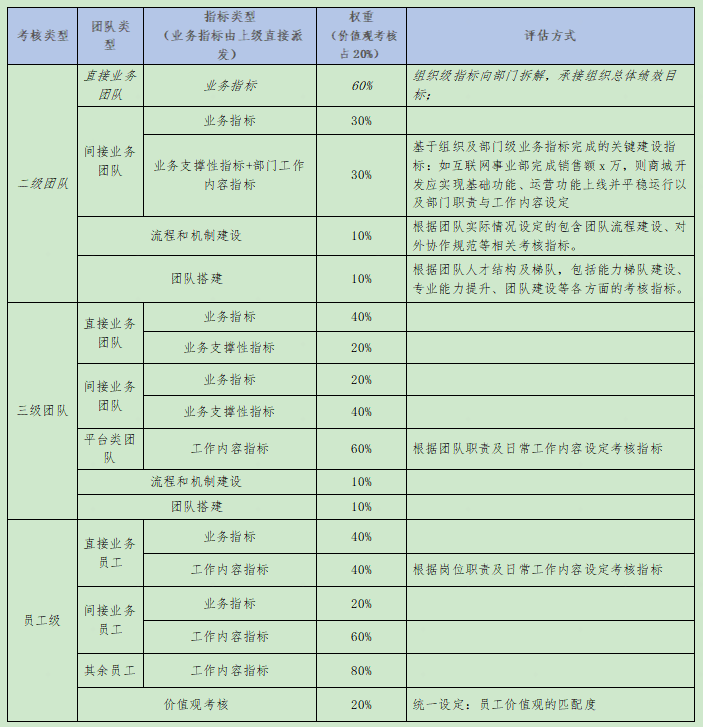 考核类型
团队类
型
指标类型
（业务指标由上级直接派
发）
权重
（价值观考核
占 20%）
评估方式
二级团队
直接业务
团队
业务指标
60%
组织级指标向部门拆解，承接组织总体绩效目
标；
间接业务
团队
业务指标
30%
业务支撑性指标+部门工作
内容指标
30%
基于组织及部门级业务指标完成的关键建设指
标：如互联网事业部完成销售额 x 万，则商城开
发应实现基础功能、运营功能上线并平稳运行以
及部门职责与工作内容设定
流程和机制建设
10%
根据团队实际情况设定的包含团队流程建设、对
外协作规范等相关考核指标。
团队搭建
10%
根据团队人才结构及梯队，包括能力梯队建设、
专业能力提升、团队建设等各方面的考核指标。
三级团队
直接业务
团队
业务指标
40%
业务支撑性指标
20%
间接业务
团队
业务指标
20%
业务支撑性指标
40%
平台类团
队
工作内容指标
60%
根据团队职责及日常工作内容设定考核指标
流程和机制建设
10%
团队搭建
10%
员工级
直接业务
员工
业务指标
40%
工作内容指标
40%
根据岗位职责及日常工作内容设定考核指标
间接业务
员工
业务指标
20%
工作内容指标
60%
其余员工
工作内容指标
80%
价值观考核
20%
统一设定：员工价值观的匹配度